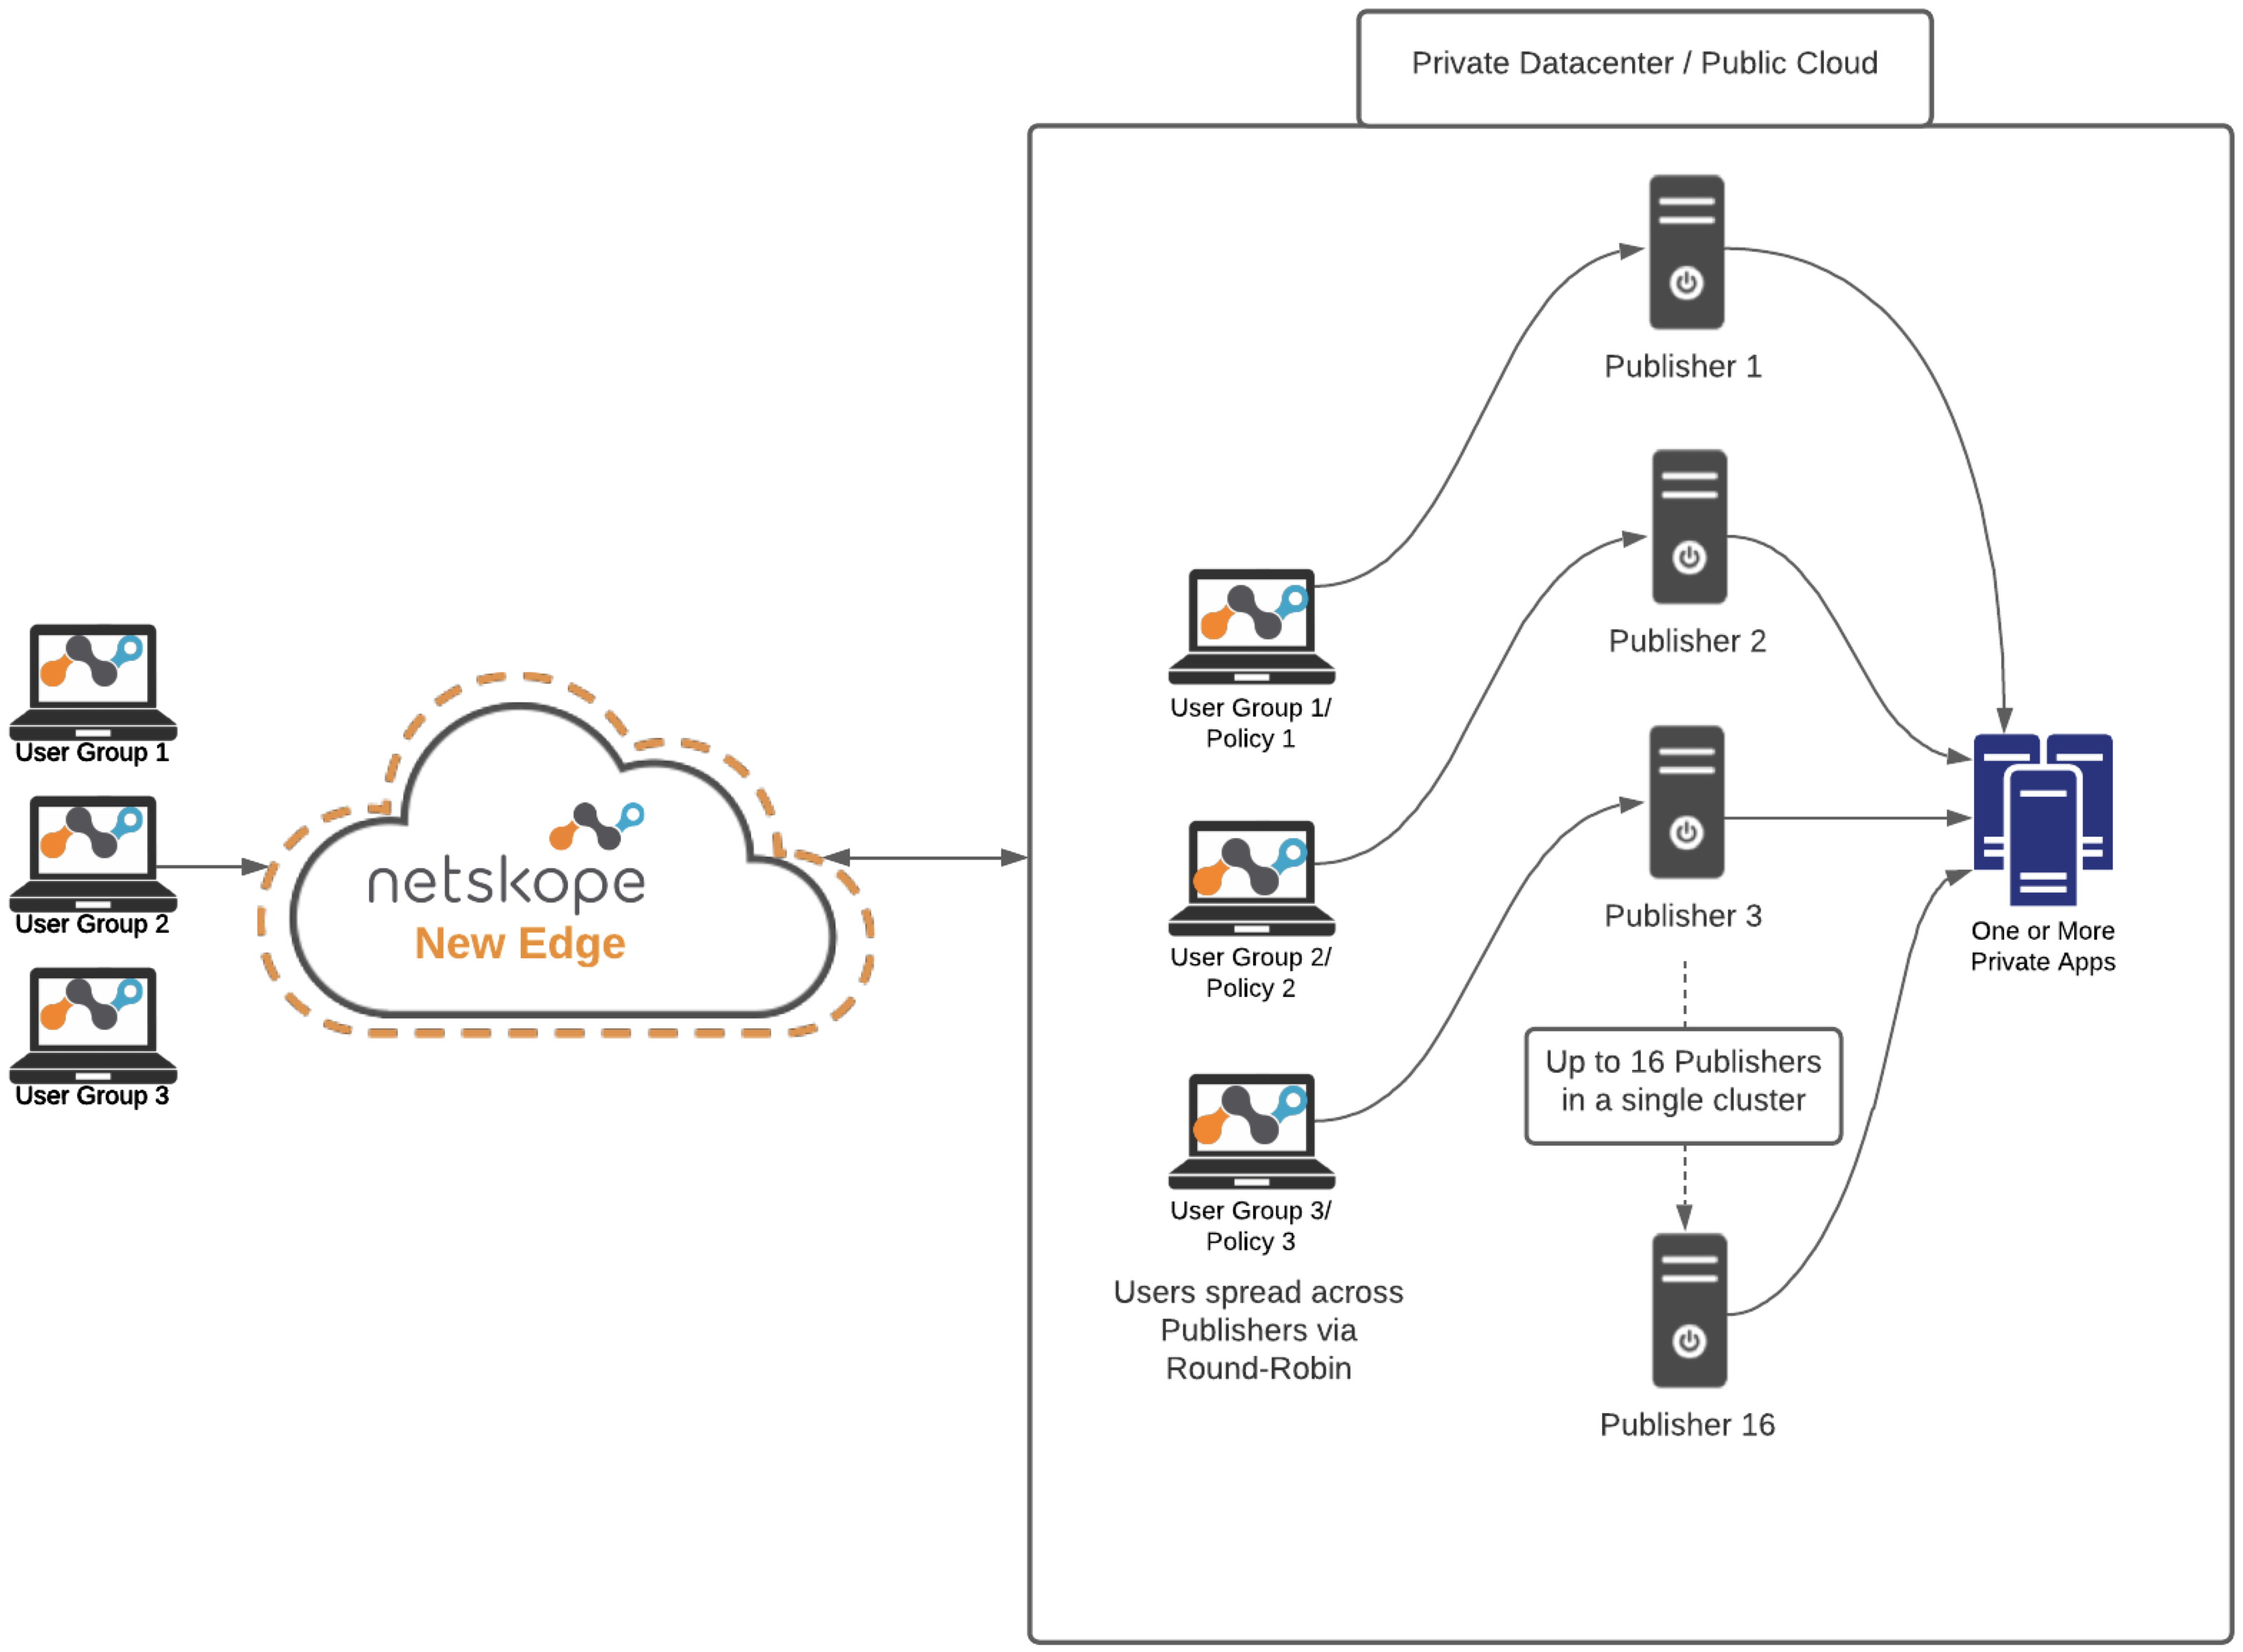 Private Datacenter / Public Cloud
Publisher 1
Publisher 2
User Group 1
User Group 1/
Policy 1
netskope
New Edge
User Group 2
Publisher 3
One or More
Private Apps
User Group 2/
Policy 2
User Group 3
Up to 16 Publishers
in a single cluster
User Group 3/
Policy 3
Users spread across
Publishers via
Round-Robin
Publisher 16